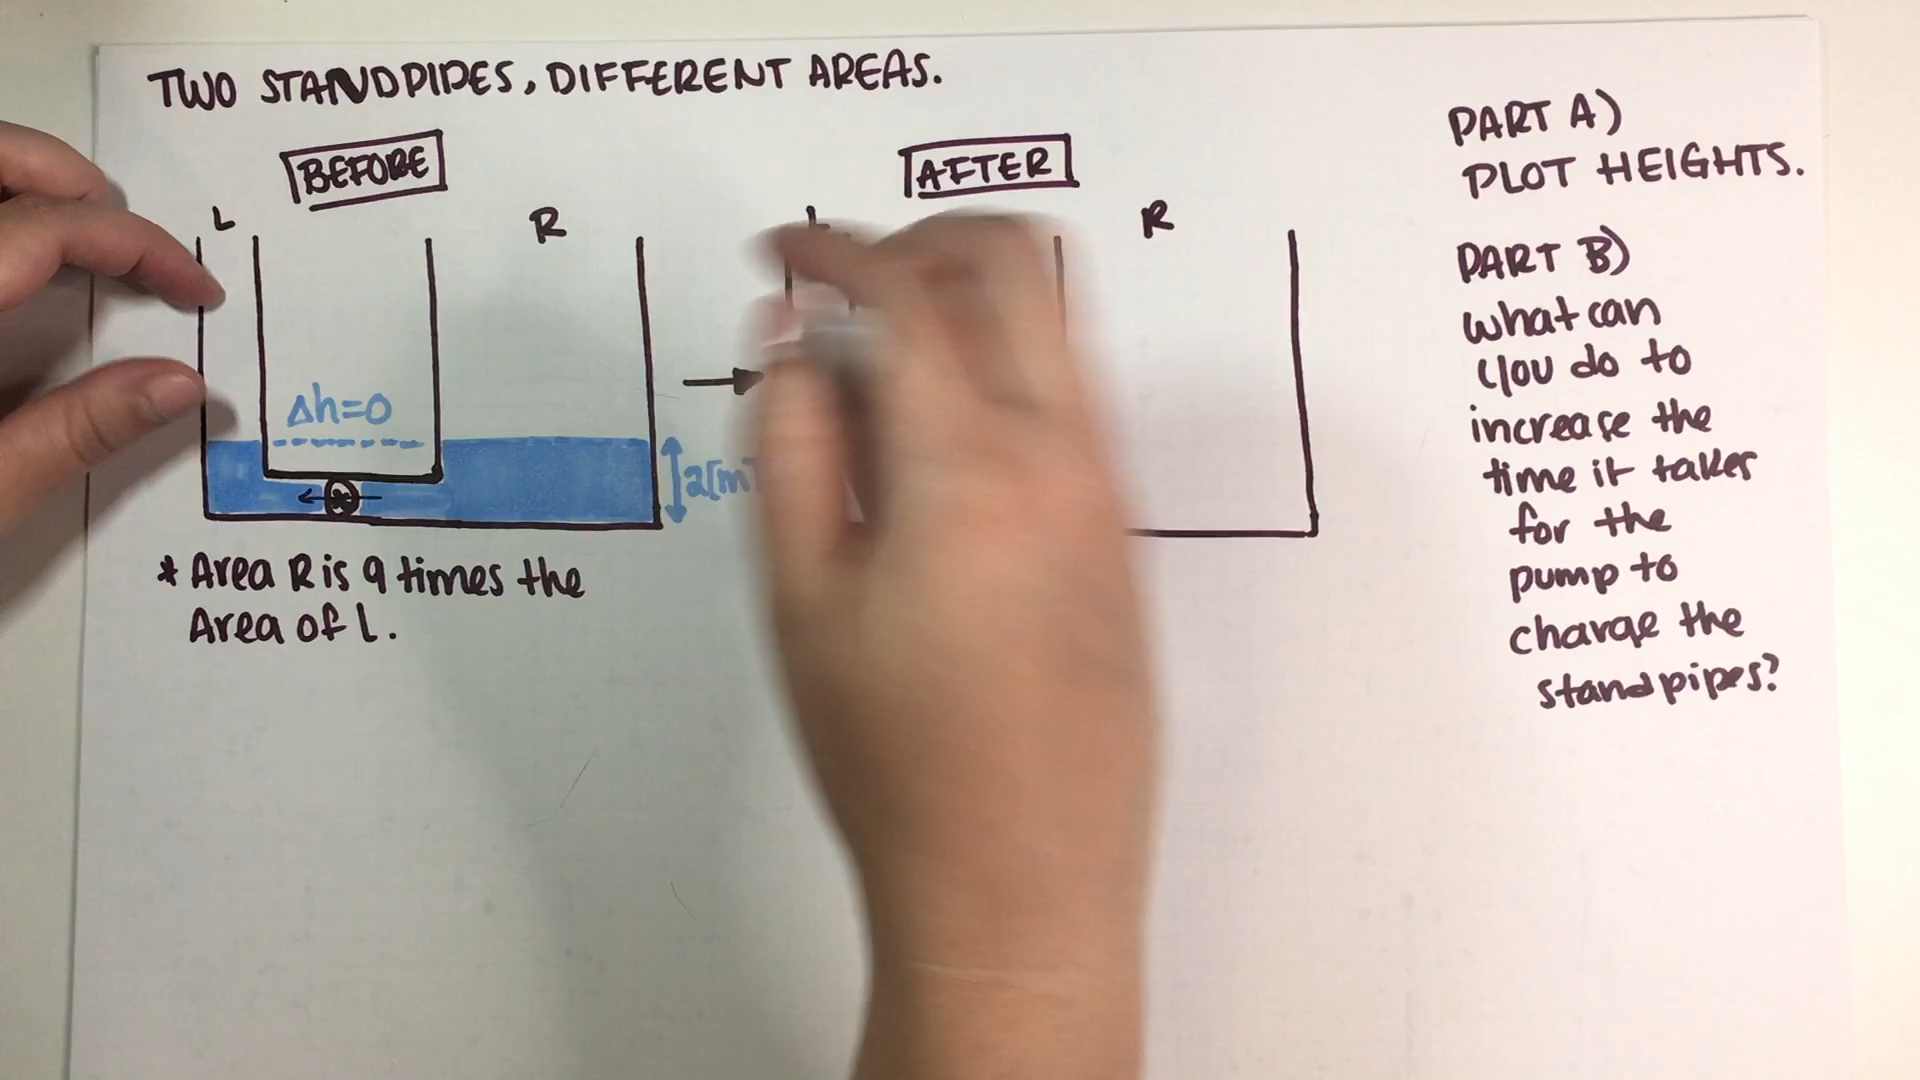 TWO STANDPIPES, DIFFERENT AREAS.
BEFORE
AFTER
L
R
L
R
Δh=0
2[m]
* Area R is 9 times the
Area of L.
PART A)
PLOT HEIGHTS.
PART B)
what can
you do to
increase the
time it takes
for the
pump to
charge the
standpipes?